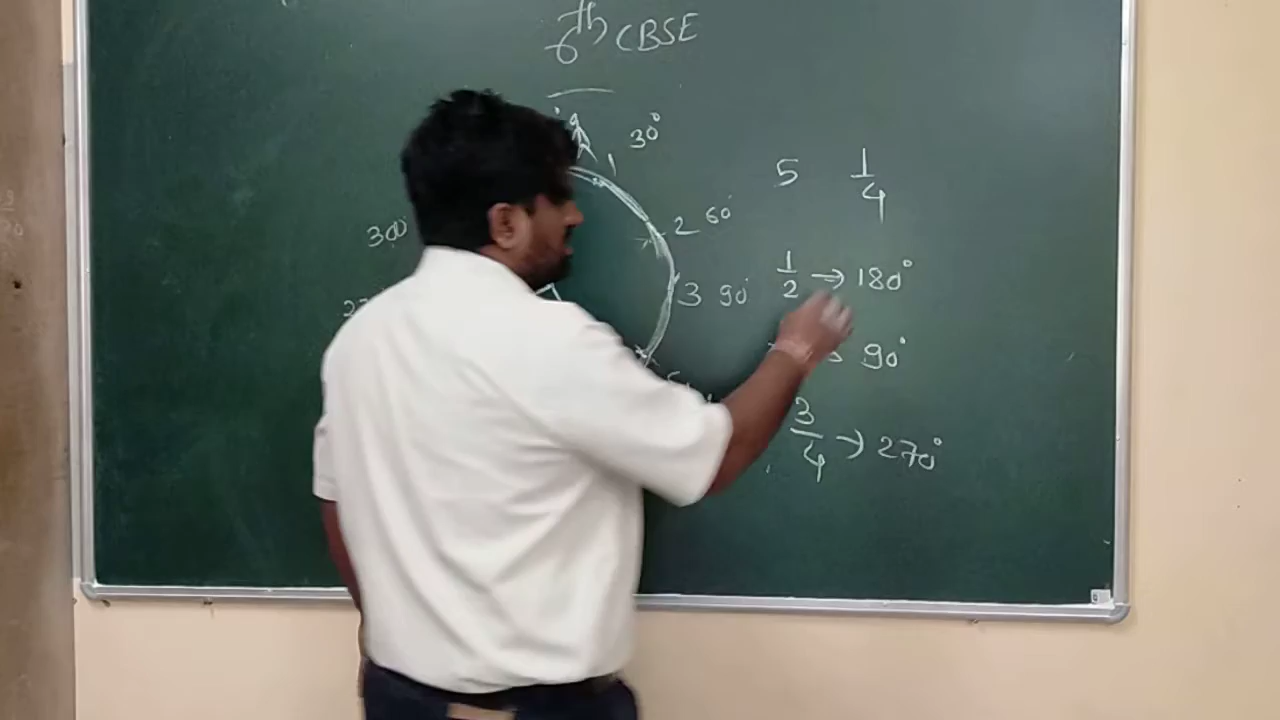 6th CBSE
1 30°
5 1/4
2 60°
300°
1/2 → 180°
3 90°
90°
3/4 → 270°